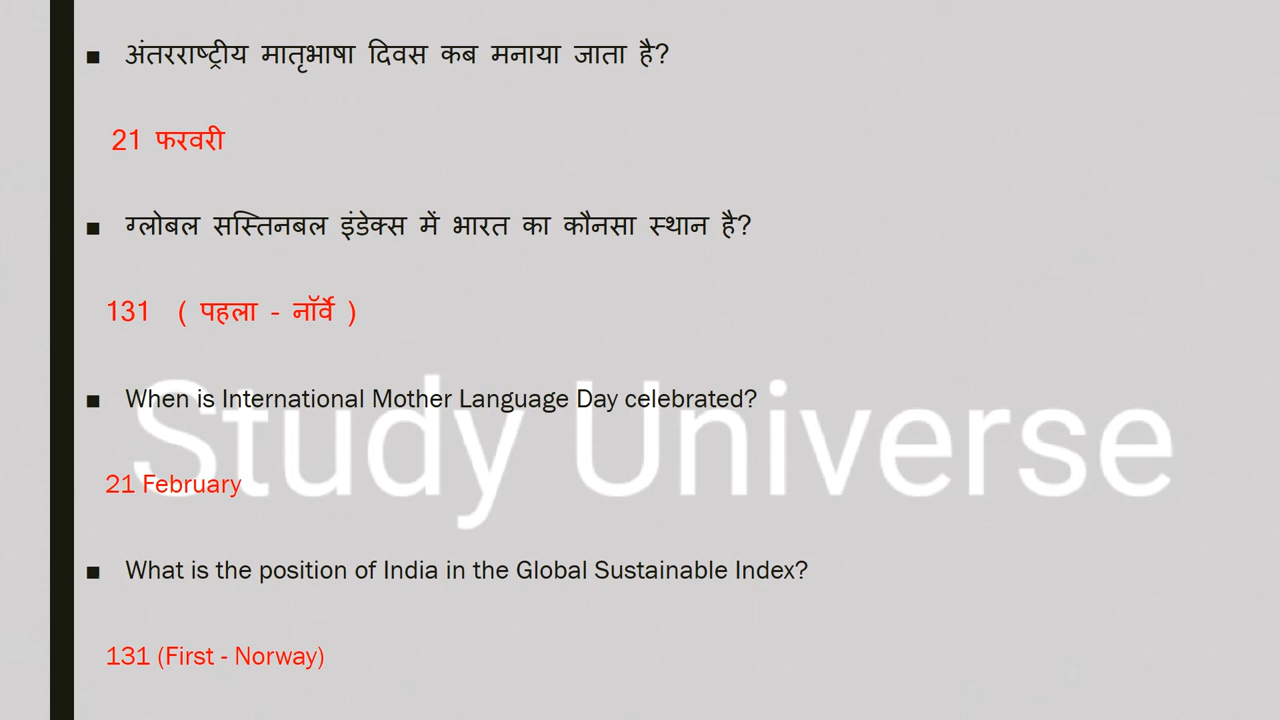 ▪ अंतरराष्ट्रीय मातृभाषा दिवस कब मनाया जाता है?
21 फरवरी
▪ ग्लोबल सस्तिनबल इंडेक्स में भारत का कौनसा स्थान है?
131 ( पहला - नॉर्वे )
▪ When is International Mother Language Day celebrated?
Study Universe
21 February
▪ What is the position of India in the Global Sustainable Index?
131 (First - Norway)